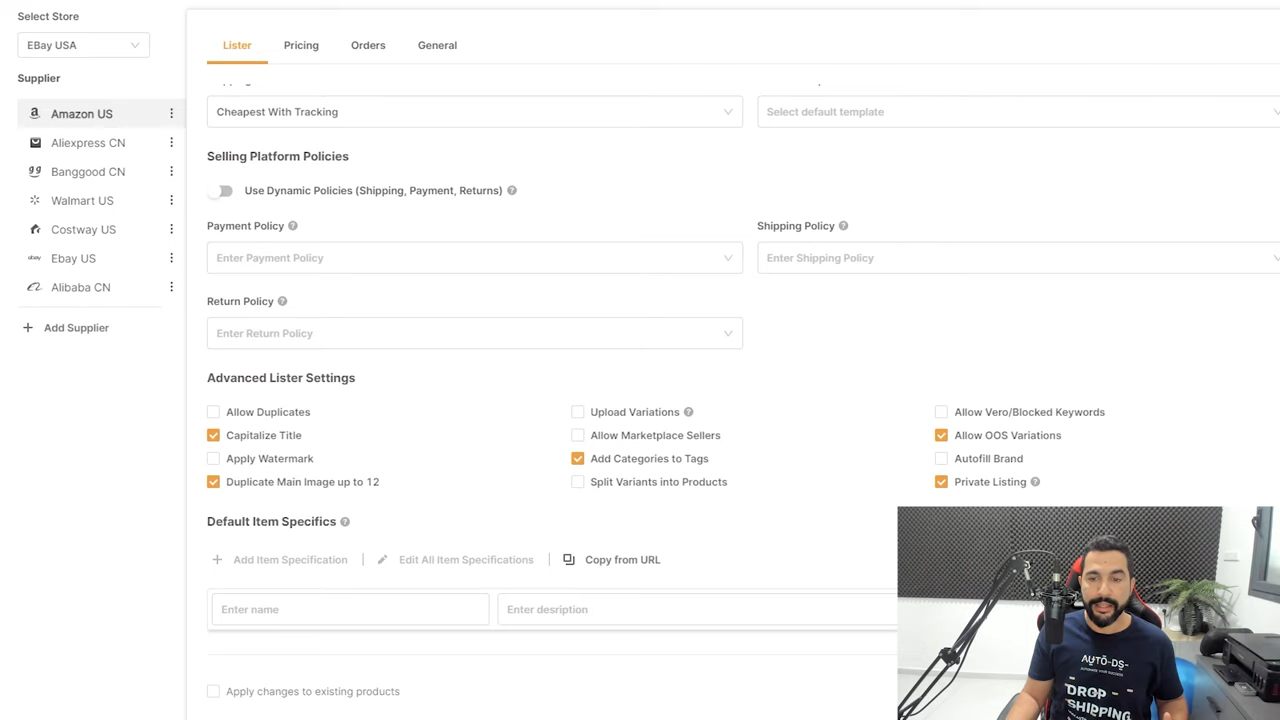 Select Store
EBay USA
Supplier
Amazon US
Aliexpress CN
Banggood CN
Walmart US
Costway US
ebay Ebay US
Alibaba CN
+ Add Supplier
Lister Pricing Orders General
Cheapest With Tracking Select default template
Selling Platform Policies
Use Dynamic Policies (Shipping, Payment, Returns) ?
Payment Policy ? Shipping Policy ?
Enter Payment Policy Enter Shipping Policy
Return Policy ?
Enter Return Policy
Advanced Lister Settings
Allow Duplicates Upload Variations ? Allow Vero/Blocked Keywords
Capitalize Title Allow Marketplace Sellers Allow OOS Variations
Apply Watermark Add Categories to Tags Autofill Brand
Duplicate Main Image up to 12 Split Variants into Products Private Listing ?
Default Item Specifics ?
+ Add Item Specification Edit All Item Specifications Copy from URL
Enter name Enter desription
Apply changes to existing products
AUTO-DS-
DROP
SHIPPING